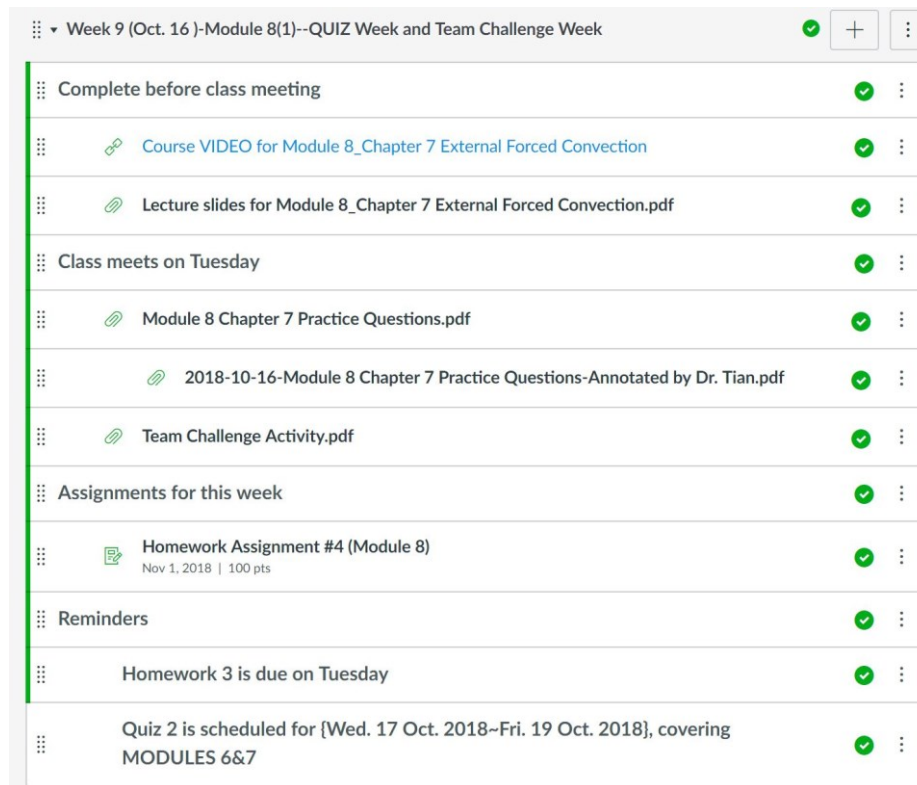 Week 9 (Oct. 16 )-Module 8(1)--QUIZ Week and Team Challenge Week
Complete before class meeting
Course VIDEO for Module 8_Chapter 7 External Forced Convection
Lecture slides for Module 8_Chapter 7 External Forced Convection.pdf
Class meets on Tuesday
Module 8 Chapter 7 Practice Questions.pdf
2018-10-16-Module 8 Chapter 7 Practice Questions-Annotated by Dr. Tian.pdf
Team Challenge Activity.pdf
Assignments for this week
Homework Assignment #4 (Module 8)
Nov 1, 2018 | 100 pts
Reminders
Homework 3 is due on Tuesday
Quiz 2 is scheduled for {Wed. 17 Oct. 2018~Fri. 19 Oct. 2018}, covering
MODULES 6&7